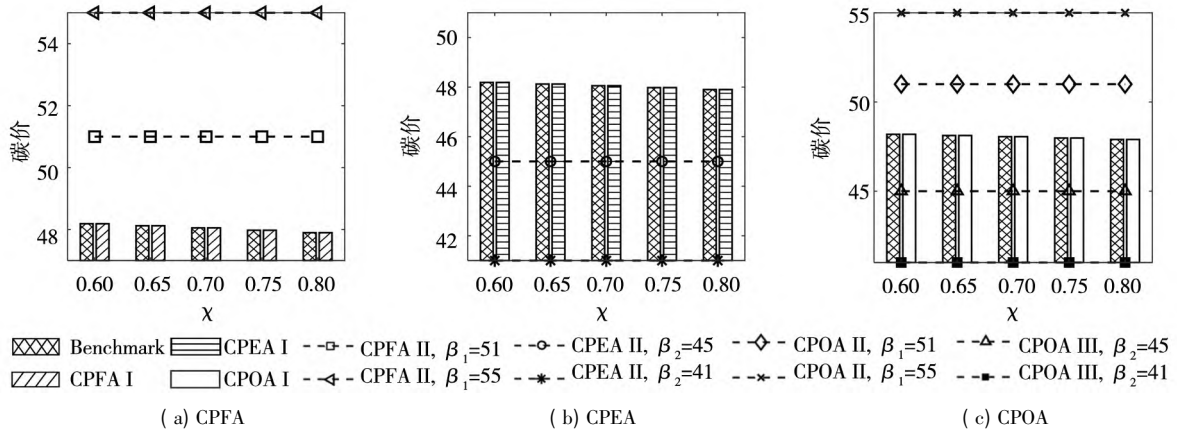 54
52
50
48
碳价
0.60 0.65 0.70 0.75 0.80
χ
50
48
46
44
42
碳价
0.60 0.65 0.70 0.75 0.80
χ
55
50
45
碳价
0.60 0.65 0.70 0.75 0.80
χ
Benchmark CPEA I CPFA II, β₁=51 CPEA II, β₂=45 CPOA II, β₁=51 CPOA III, β₂=45
CPFA I CPOA I CPFA II, β₁=55 CPEA II, β₂=41 CPOA II, β₁=55 CPOA III, β₂=41
( a) CPFA ( b) CPEA ( c) CPOA